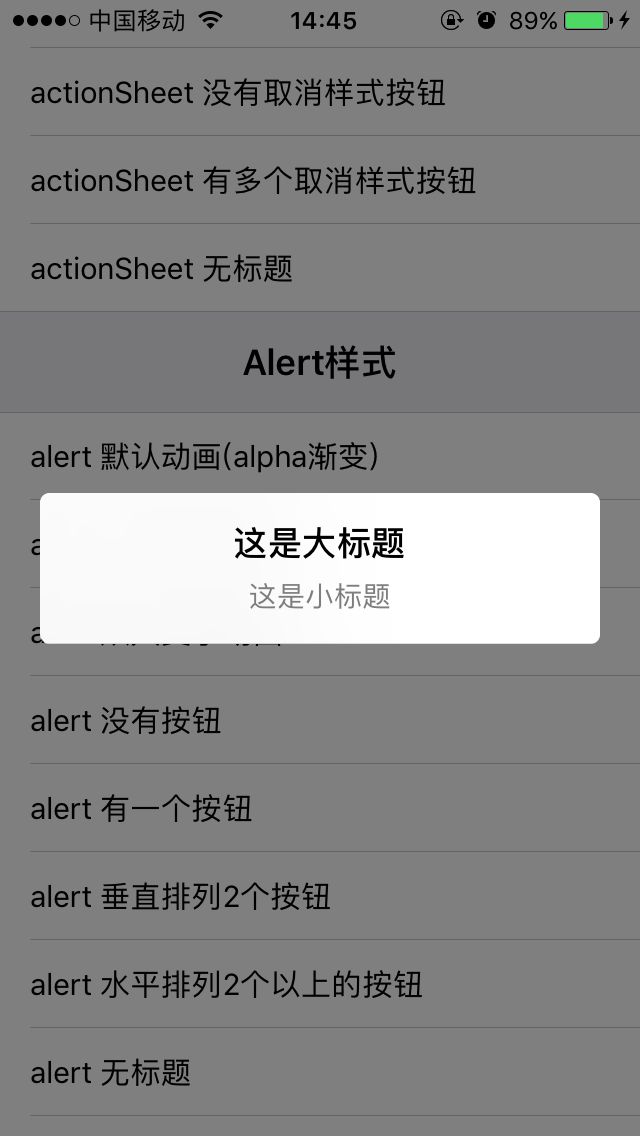 中国移动 14:45 89%
actionSheet 没有取消样式按钮
actionSheet 有多个取消样式按钮
actionSheet 无标题
Alert样式
alert 默认动画(alpha渐变)
这是大标题
这是小标题
alert 没有按钮
alert 有一个按钮
alert 垂直排列2个按钮
alert 水平排列2个以上的按钮
alert 无标题